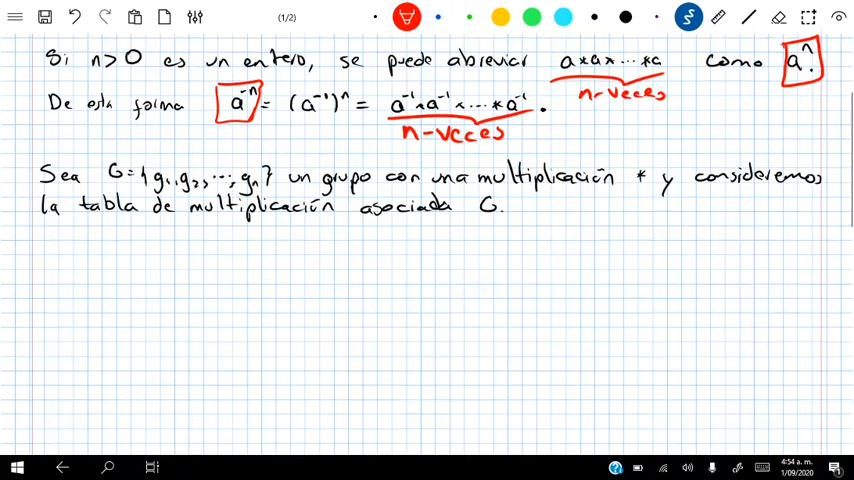 (1/2)
Si n>0 es un entero, se puede abreviar a*a*...*a como aⁿ.
n-veces
De esta forma a⁻ⁿ = (a⁻¹)ⁿ = a⁻¹*a⁻¹*...*a⁻¹.
n-veces
Sea G={g₁,g₂,...,gₙ} un grupo con una multiplicación * y consideremos
la tabla de multiplicación asociada G.
4:54 a. m.
1/09/2020